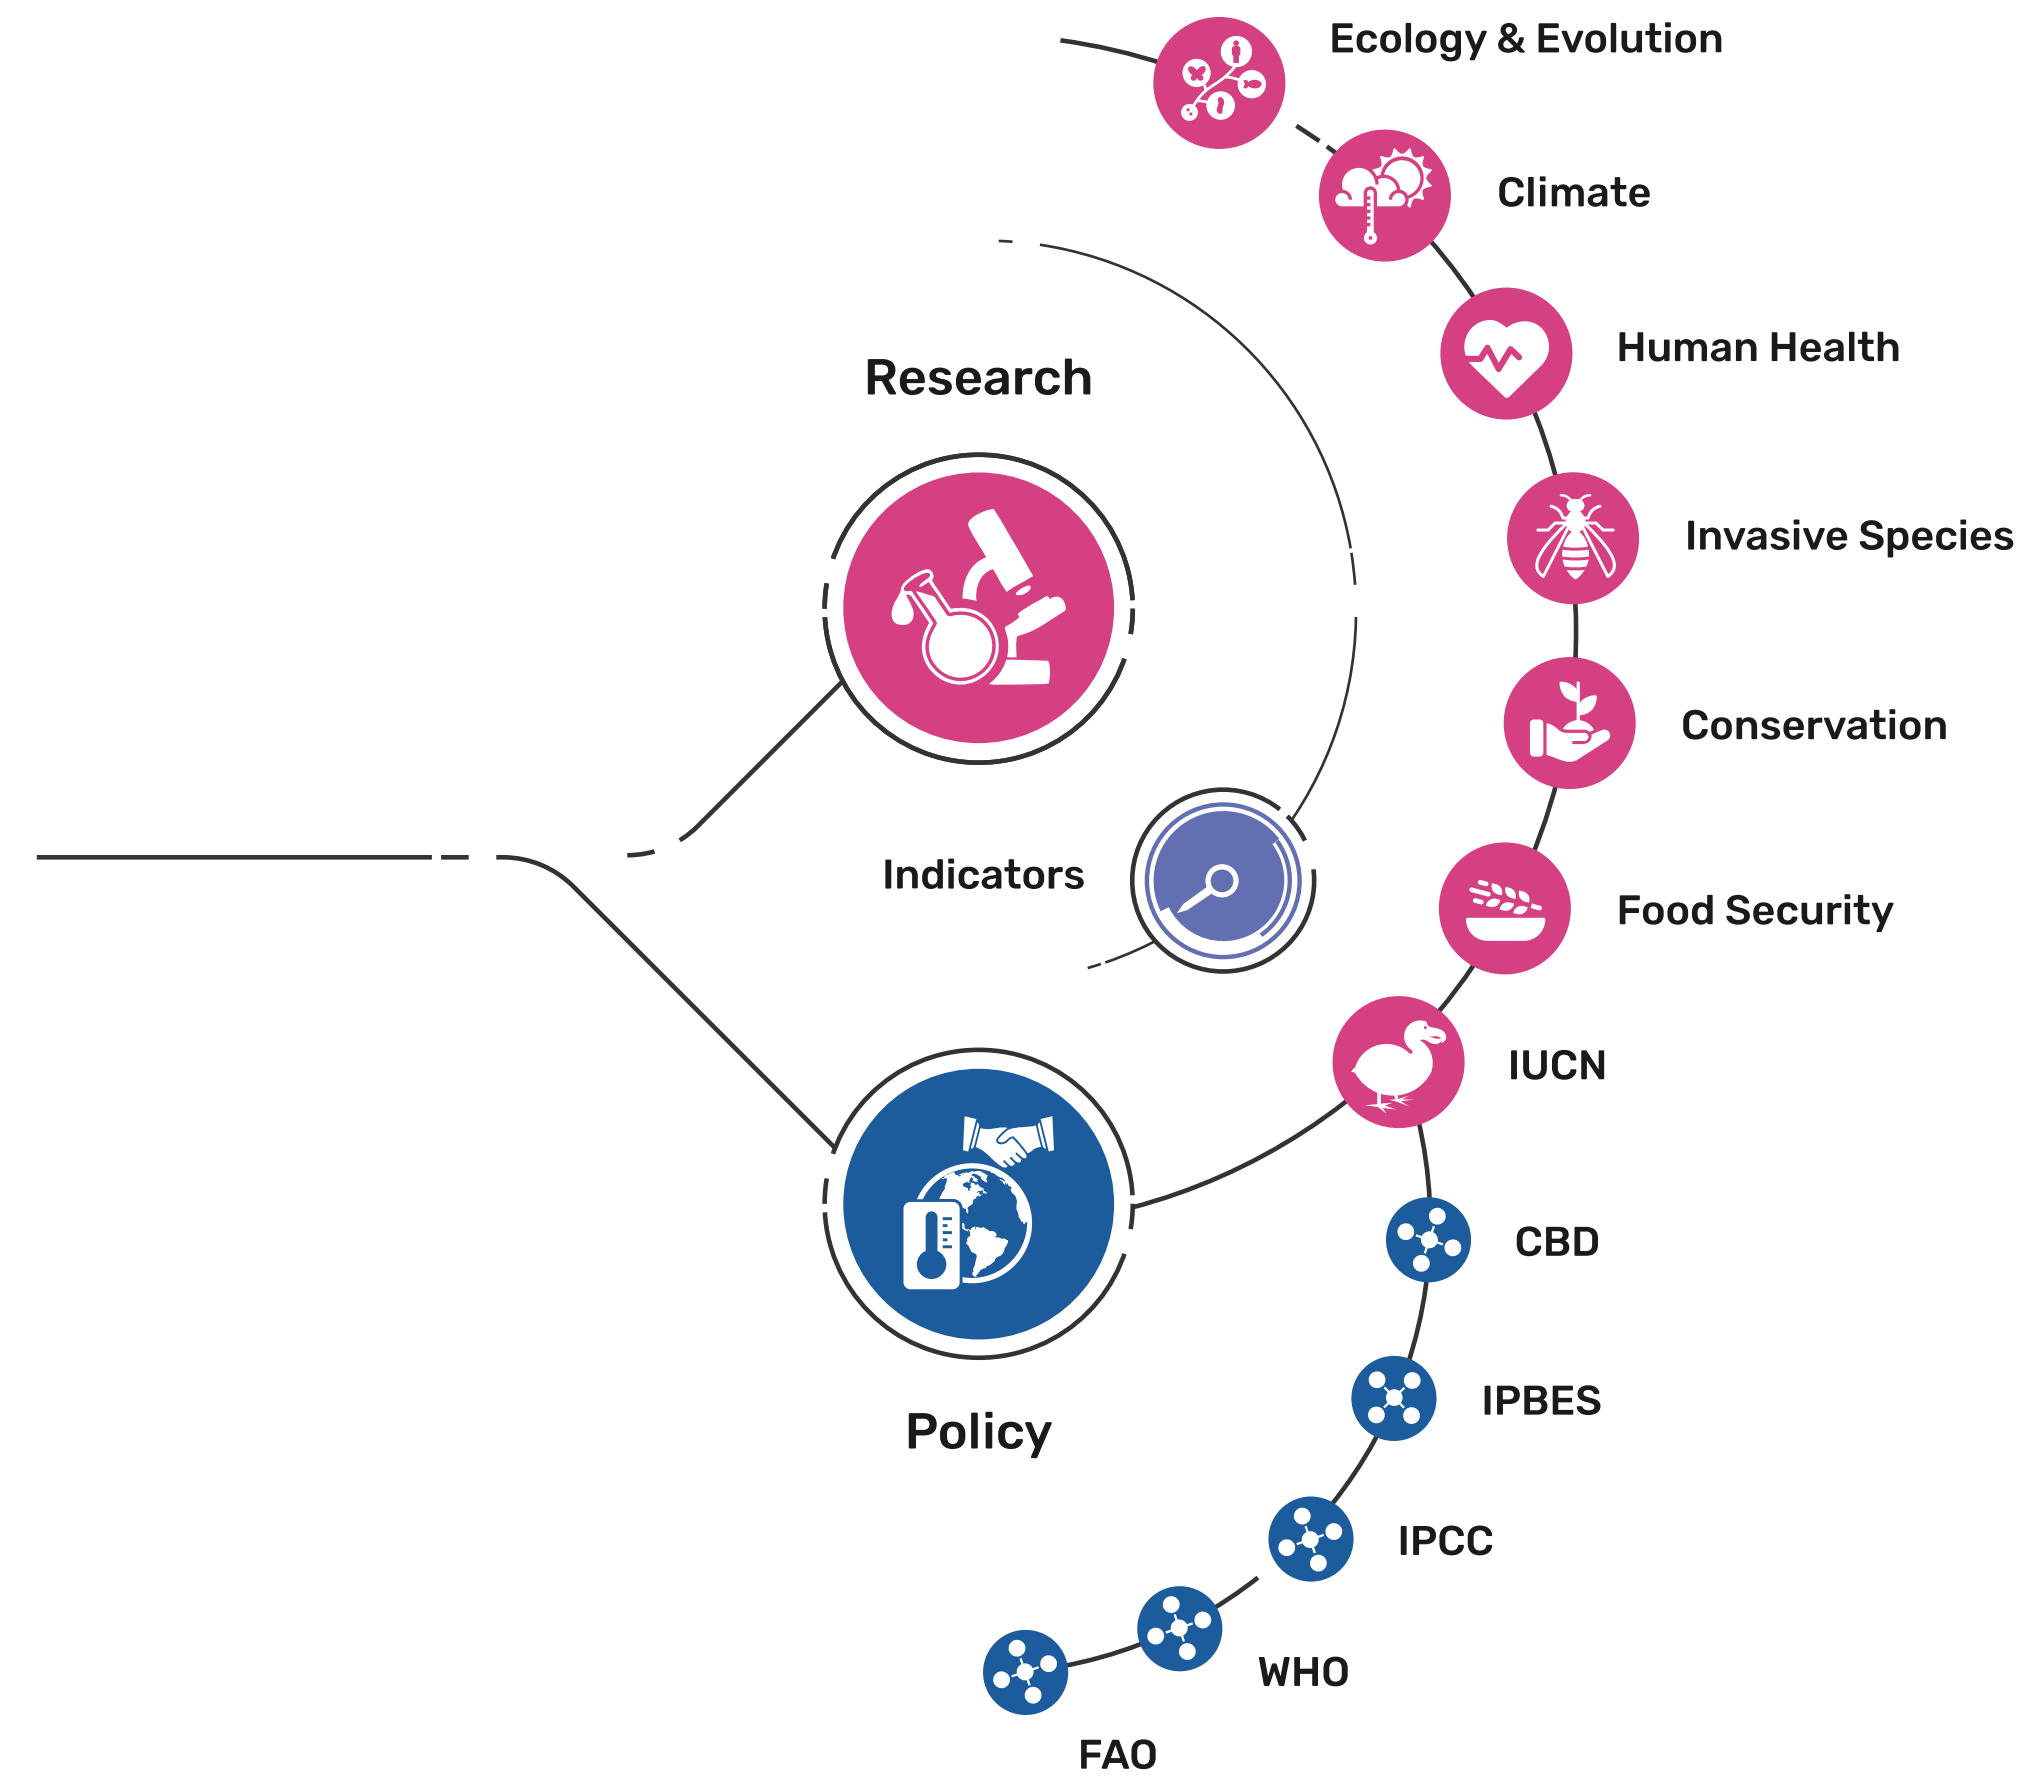 Ecology & Evolution
Climate
Human Health
Research
Invasive Species
Conservation
Indicators
Food Security
IUCN
CBD
IPBES
Policy
IPCC
WHO
FAO